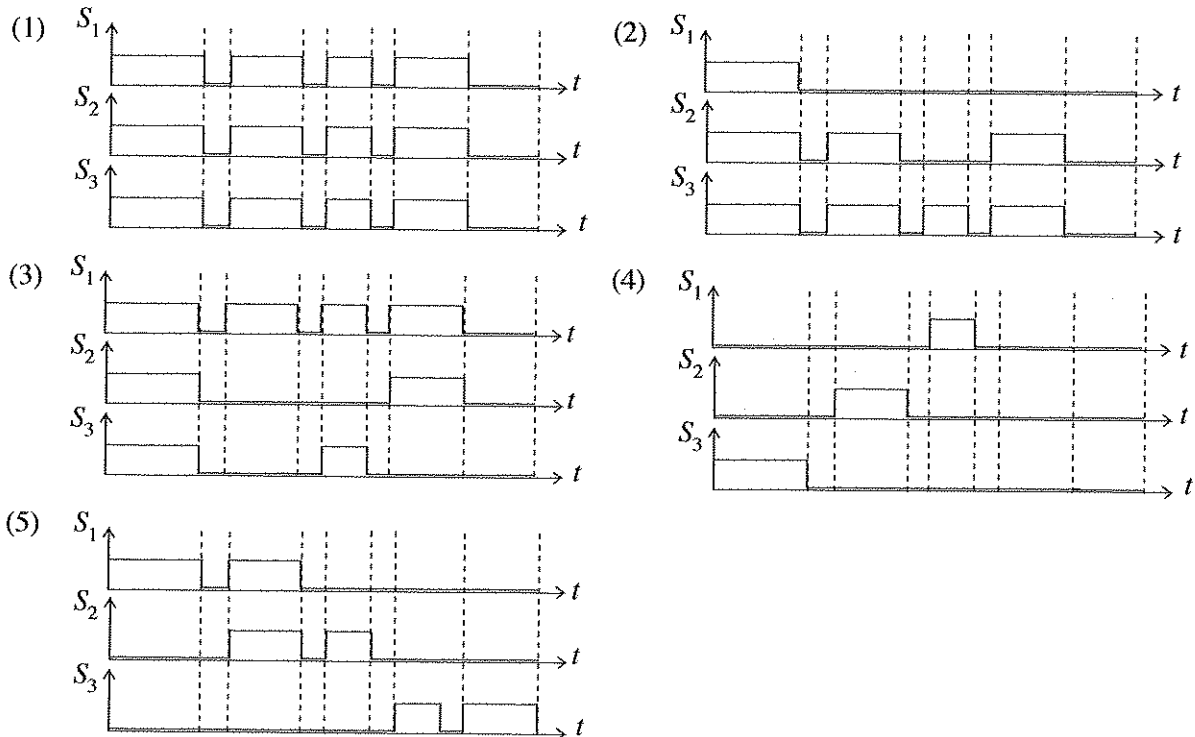 (1) S₁ t
S₂ t
S₃ t
(2) S₁ t
S₂ t
S₃ t
(3) S₁ t
S₂ t
S₃ t
(4) S₁ t
S₂ t
S₃ t
(5) S₁ t
S₂ t
S₃ t